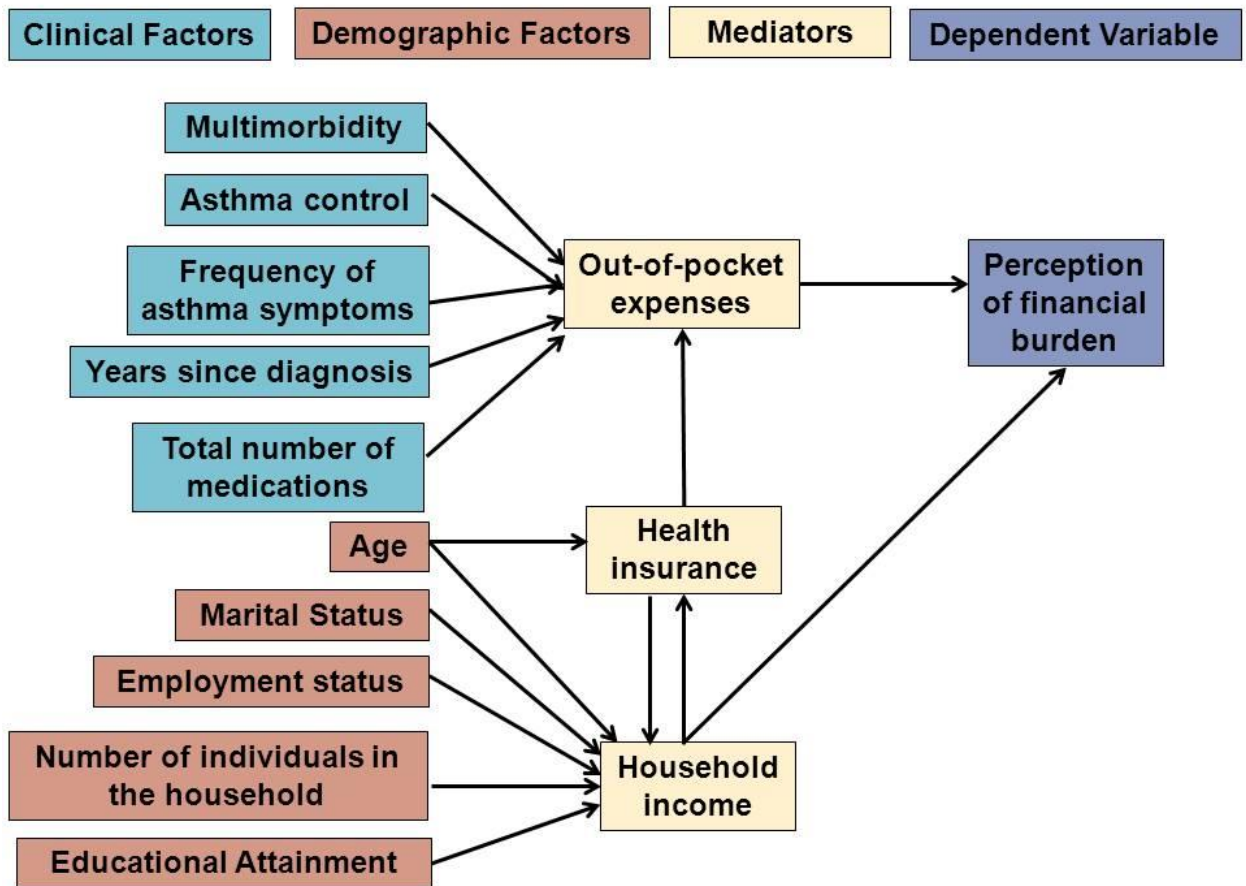 Clinical Factors
Demographic Factors
Mediators
Dependent Variable
Multimorbidity
Asthma control
Frequency of
asthma symptoms
Years since diagnosis
Total number of
medications
Age
Marital Status
Employment status
Number of individuals in
the household
Educational Attainment
Out-of-pocket
expenses
Health
insurance
Household
income
Perception
of financial
burden